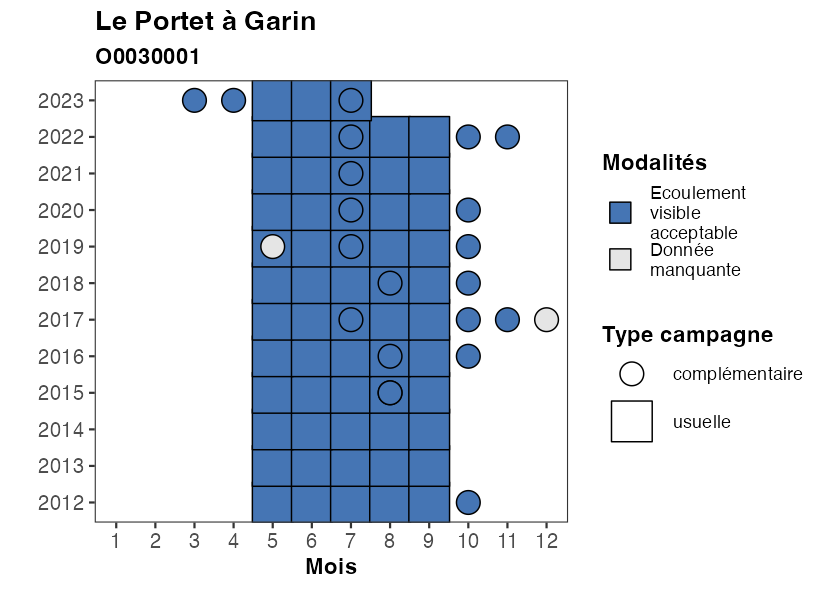 Le Portet à Garin
O0030001
2023
2022
2021
2020
2019
2018
2017
2016
2015
2014
2013
2012
1 2 3 4 5 6 7 8 9 10 11 12
Mois
Modalités
Ecoulement
visible
acceptable
Donnée
manquante
Type campagne
complémentaire
usuelle